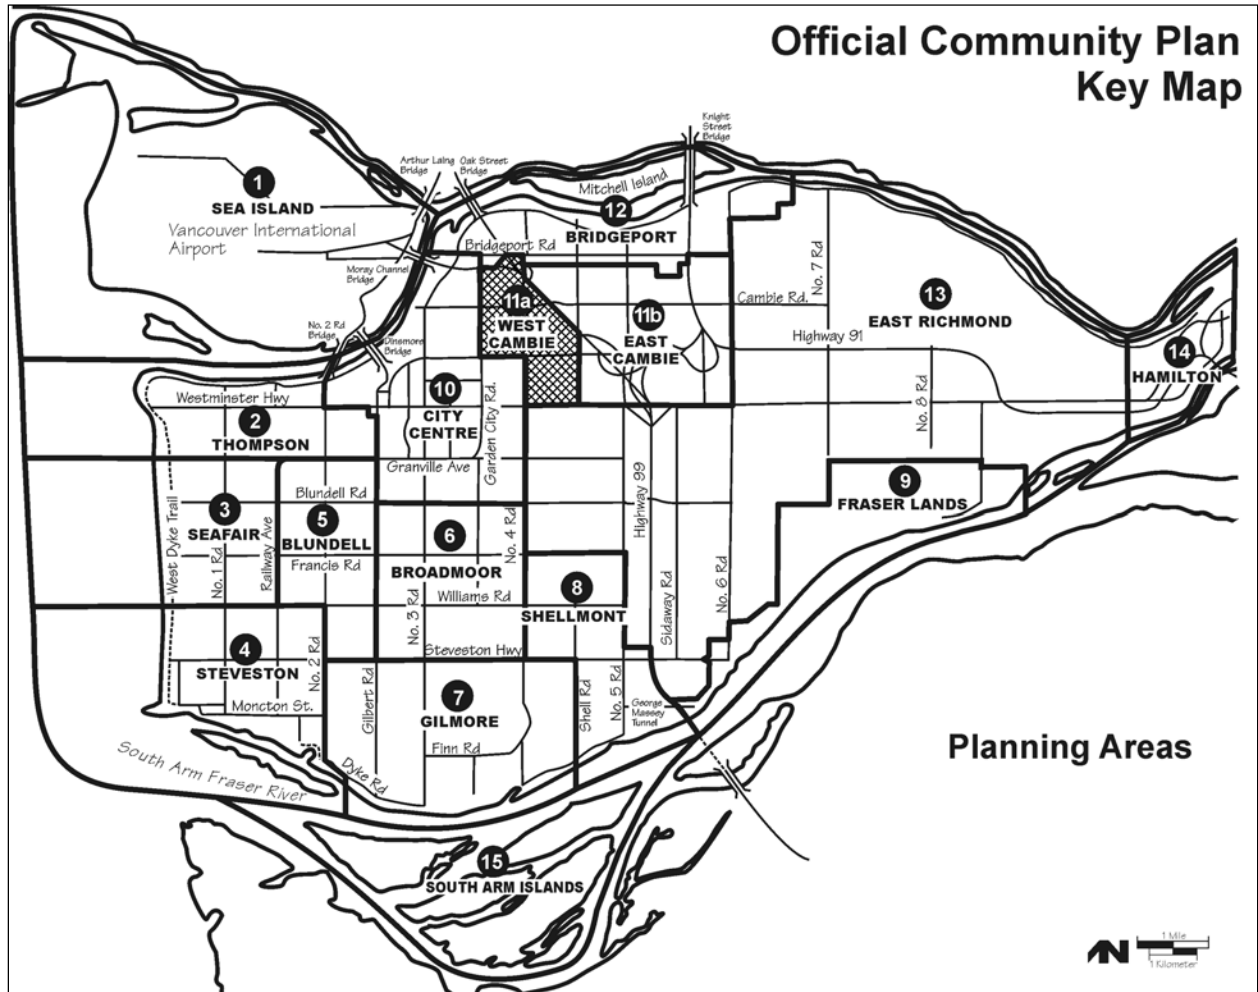 Official Community Plan
Key Map
Knight
Street
Bridge
Arthur Laing
Bridge
Oak Street
Bridge
Mitchell Island
1
SEA ISLAND
Vancouver International
Airport
12
BRIDGEPORT
Bridgeport Rd
Moray Channel
Bridge
No. 7 Rd
No. 2 Rd
Bridge
Dinsmore
Bridge
11a
WEST
CAMBIE
11b
EAST
CAMBIE
Cambie Rd.
13
EAST RICHMOND
Highway 91
14
HAMILTON
Westminster Hwy
10
CITY
CENTRE
Garden City Rd.
No. 8 Rd
2
THOMPSON
Granville Ave
Blundell Rd
9
FRASER LANDS
West Dyke Trail
3
SEAFAIR
No. 1 Rd
Railway Ave
5
BLUNDELL
Francis Rd
6
BROADMOOR
No. 4 Rd
Highway 99
Williams Rd
8
SHELLMONT
No. 3 Rd
Sidaway Rd
No. 6 Rd
4
STEVESTON
No. 2 Rd
Steveston Hwy
Moncton St.
Gilbert Rd
7
GILMORE
Finn Rd
Shell Rd
No. 5 Rd
George
Massey
Tunnel
Dyke Rd
South Arm Fraser River
Planning Areas
15
SOUTH ARM ISLANDS
N
1 Mile
1 Kilometer